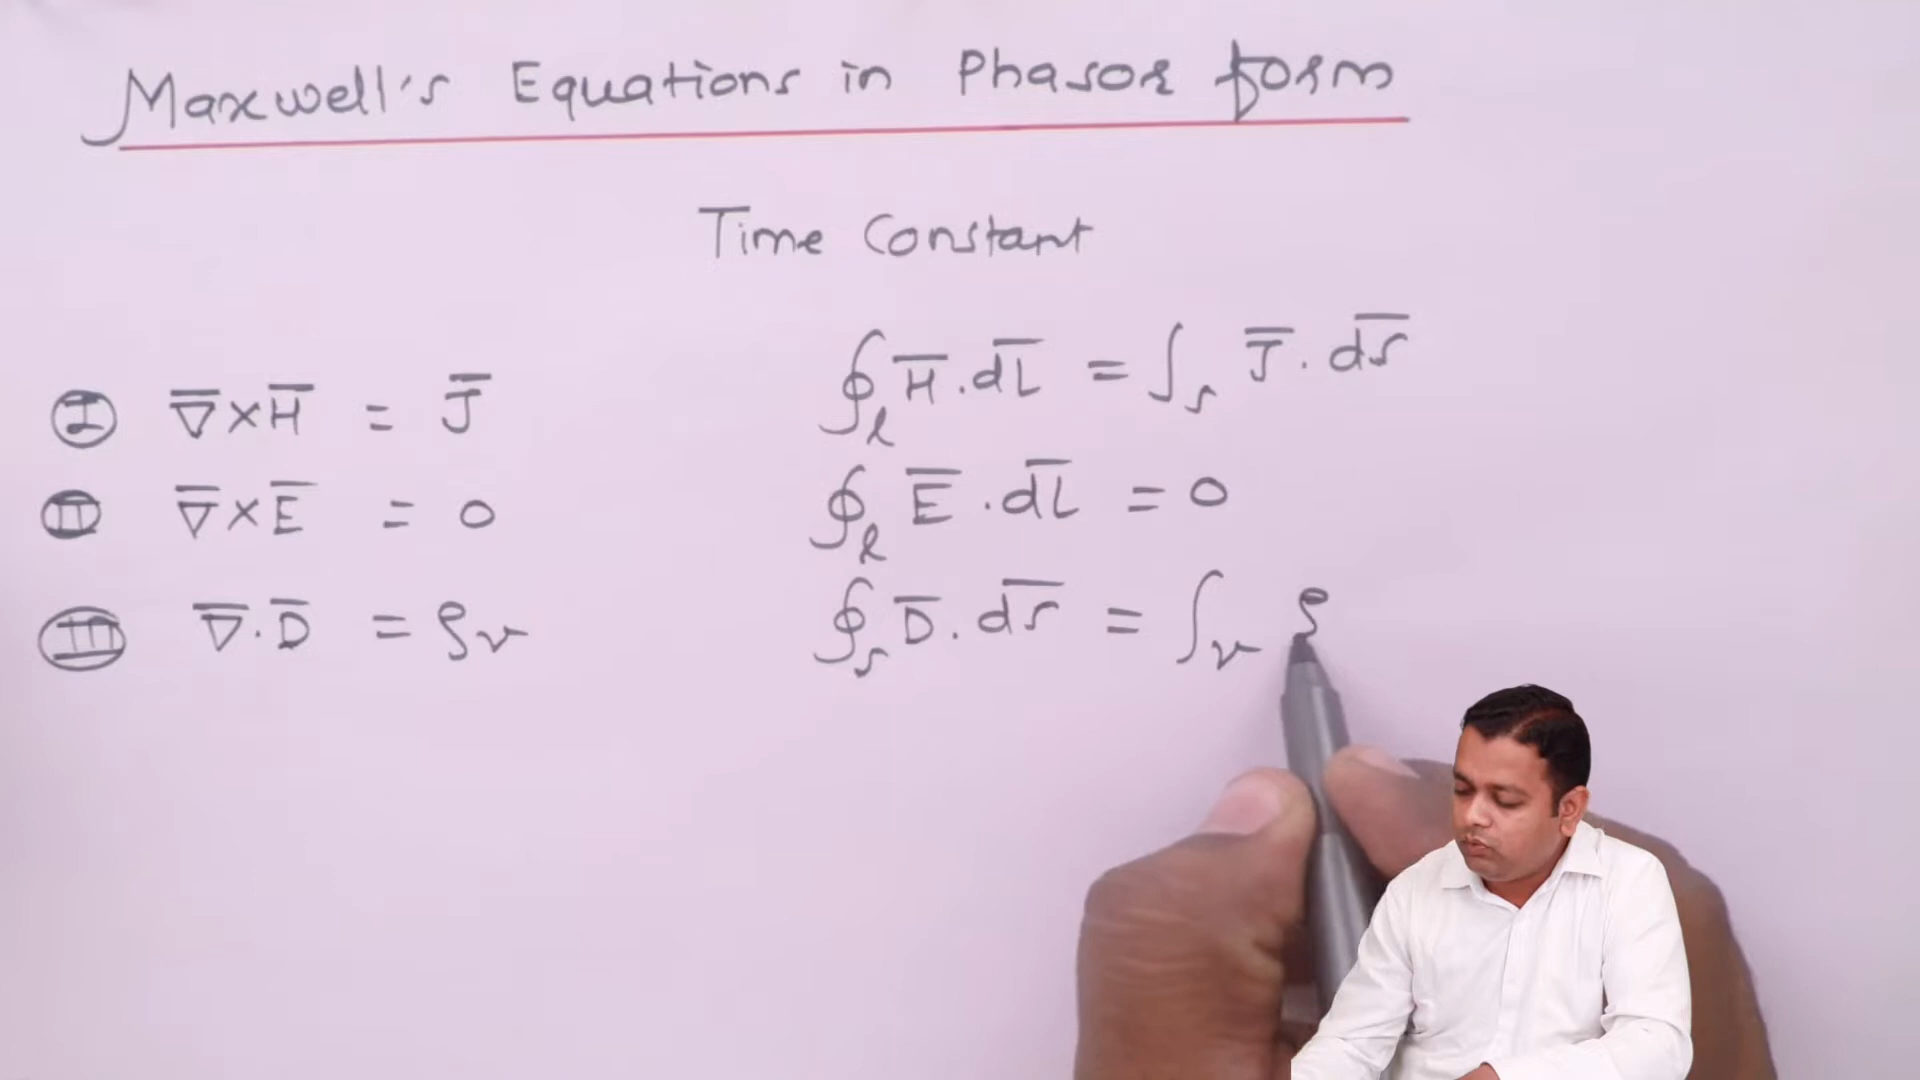 Maxwell's Equations in Phasor form
Time Constant
I ∇̅×H̅ = J̅ ∮ₗ H̅.dL̅ = ∫ₛ J̅.ds̅
II ∇̅×E̅ = 0 ∮ₗ E̅.dL̅ = 0
III ∇̅.D̅ = ρᵥ ∮ₛ D̅.ds̅ = ∫ᵥ ρ